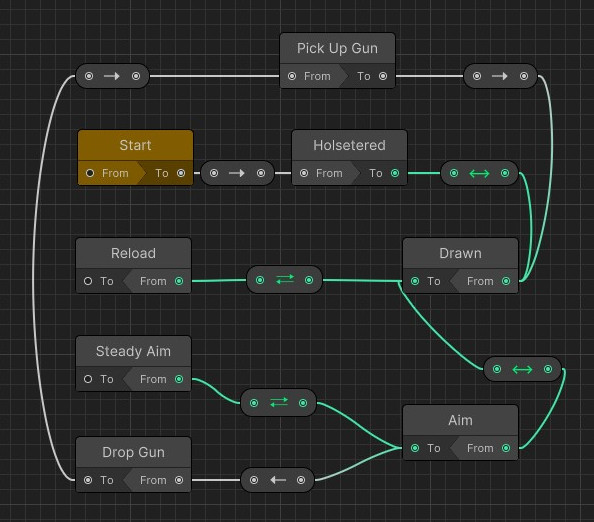 Pick Up Gun
From To
Start
From To
Holsetered
From To
Reload
To From
Drawn
To From
Steady Aim
To From
Aim
To From
Drop Gun
To From